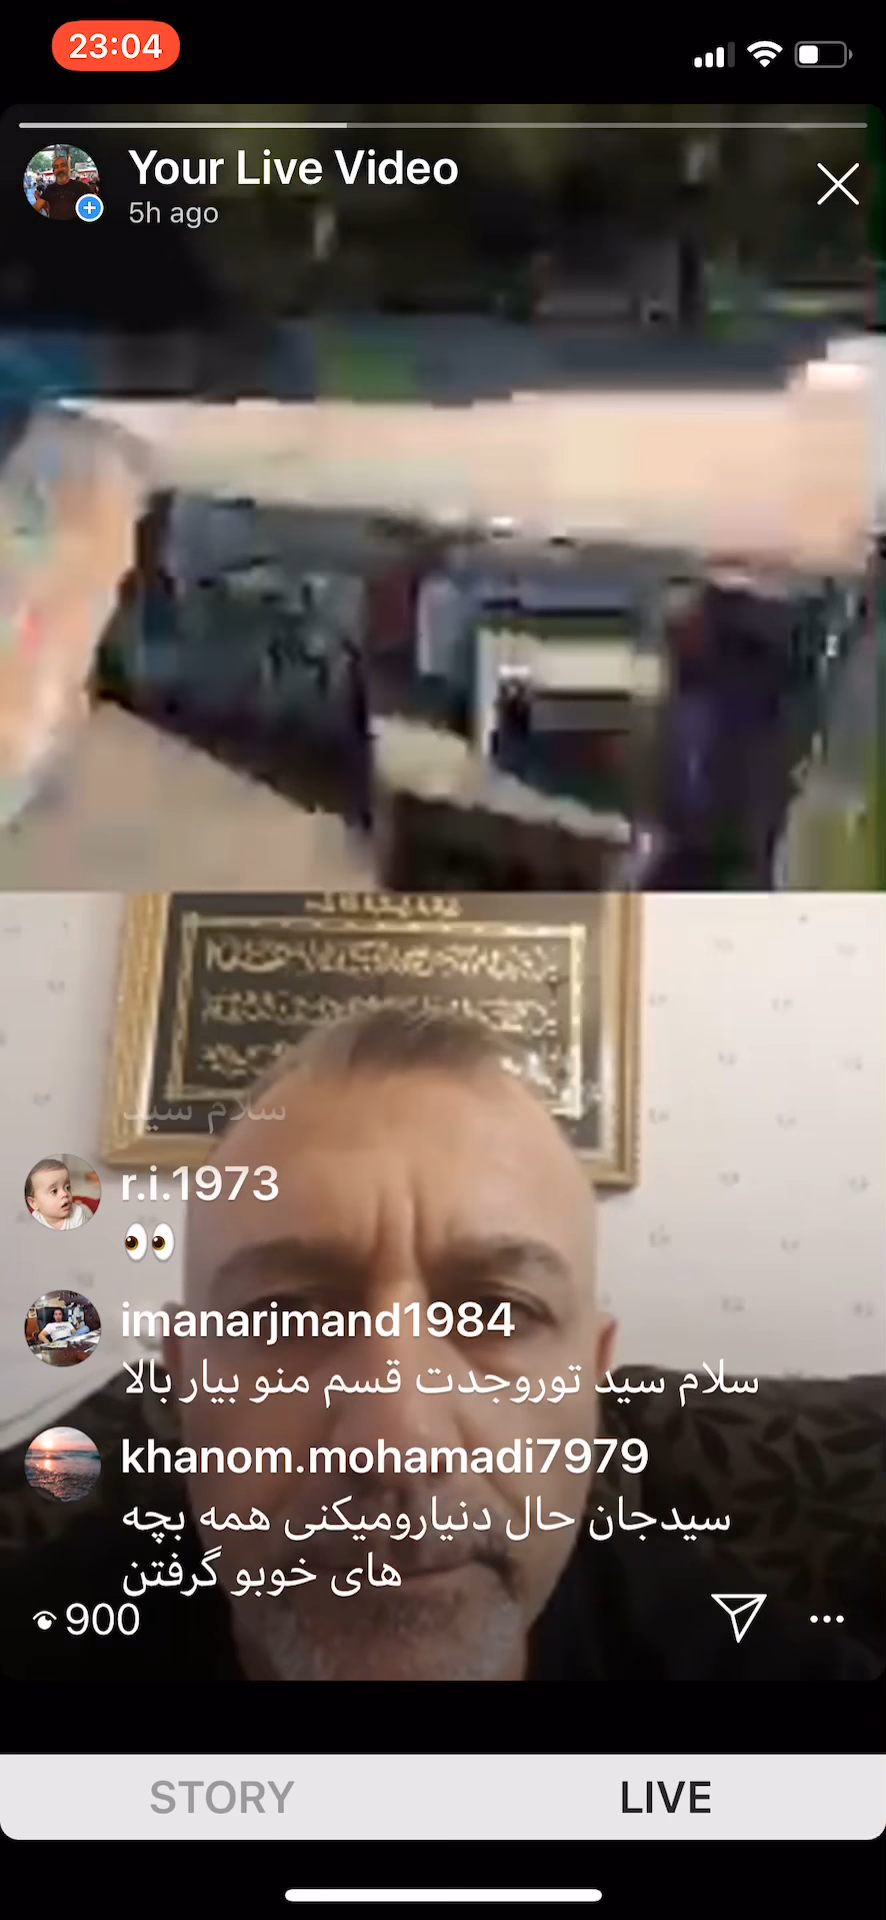 23:04
Your Live Video
5h ago
سلام سید
r.i.1973
👀
imanarjmand1984
سلام سید توروجدت قسم منو بیار بالا
khanom.mohamadi7979
سیدجان حال دنیارومیکنی همه بچه
های خوبو گرفتن
900
STORY
LIVE